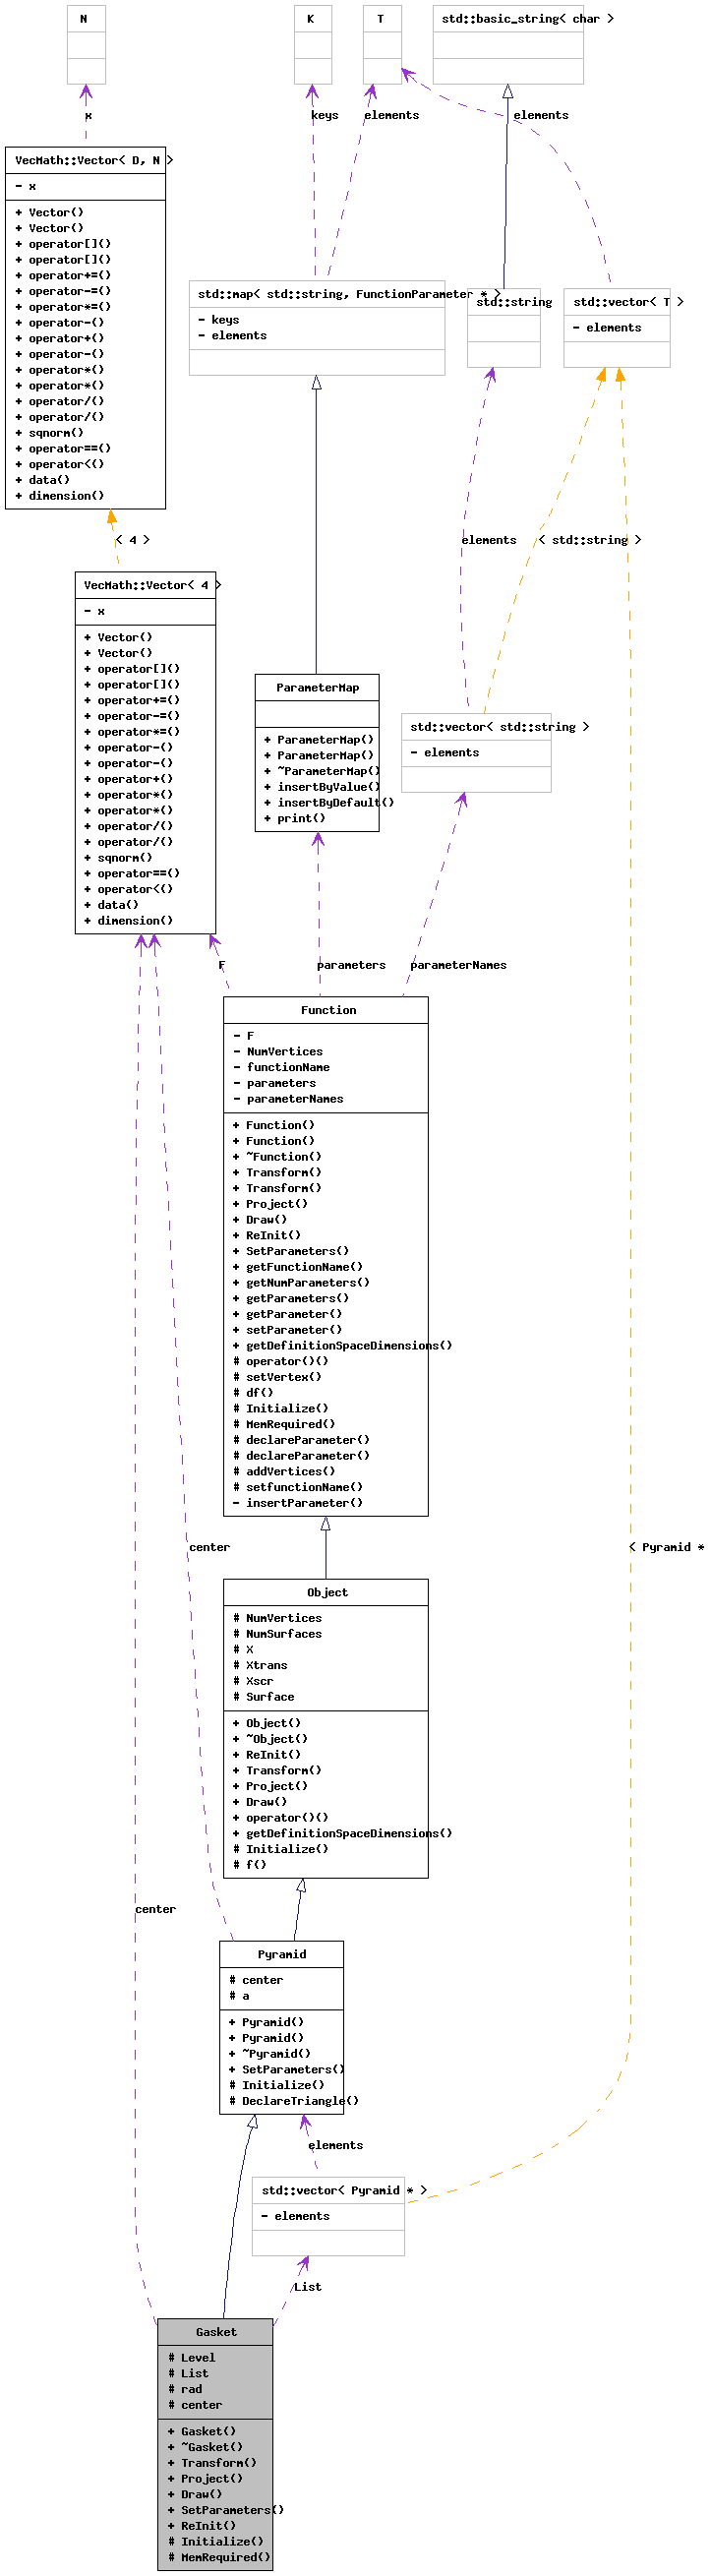 N
K
T
std::basic_string< char >
x
keys
elements
elements
VecMath::Vector< D, N >
- x
+ Vector()
+ Vector()
+ operator[]()
+ operator[]()
+ operator+=()
+ operator-=()
+ operator*=()
+ operator-()
+ operator+()
+ operator-()
+ operator*()
+ operator*()
+ operator/()
+ operator/()
+ sqnorm()
+ operator==()
+ operator<()
+ data()
+ dimension()
std::map< std::string, FunctionParameter * >
- keys
- elements
std::string
std::vector< T >
- elements
< 4 >
elements
< std::string >
VecMath::Vector< 4 >
- x
+ Vector()
+ Vector()
+ operator[]()
+ operator[]()
+ operator+=()
+ operator-=()
+ operator*=()
+ operator-()
+ operator-()
+ operator+()
+ operator*()
+ operator*()
+ operator/()
+ operator/()
+ sqnorm()
+ operator==()
+ operator<()
+ data()
+ dimension()
ParameterMap
+ ParameterMap()
+ ParameterMap()
+ ~ParameterMap()
+ insertByValue()
+ insertByDefault()
+ print()
std::vector< std::string >
- elements
F
parameters
parameterNames
Function
- F
- NumVertices
- functionName
- parameters
- parameterNames
+ Function()
+ Function()
+ ~Function()
+ Transform()
+ Transform()
+ Project()
+ Draw()
+ ReInit()
+ SetParameters()
+ getFunctionName()
+ getNumParameters()
+ getParameters()
+ getParameter()
+ setParameter()
+ getDefinitionSpaceDimensions()
# operator()()
# setVertex()
# df()
# Initialize()
# MemRequired()
# declareParameter()
# declareParameter()
# addVertices()
# setfunctionName()
- insertParameter()
center
< Pyramid *
Object
# NumVertices
# NumSurfaces
# X
# Xtrans
# Xscr
# Surface
+ Object()
+ ~Object()
+ ReInit()
+ Transform()
+ Project()
+ Draw()
+ operator()()
+ getDefinitionSpaceDimensions()
# Initialize()
# f()
center
Pyramid
# center
# a
+ Pyramid()
+ Pyramid()
+ ~Pyramid()
+ SetParameters()
# Initialize()
# DeclareTriangle()
elements
std::vector< Pyramid * >
- elements
List
Gasket
# Level
# List
# rad
# center
+ Gasket()
+ ~Gasket()
+ Transform()
+ Project()
+ Draw()
+ SetParameters()
+ ReInit()
# Initialize()
# MemRequired()